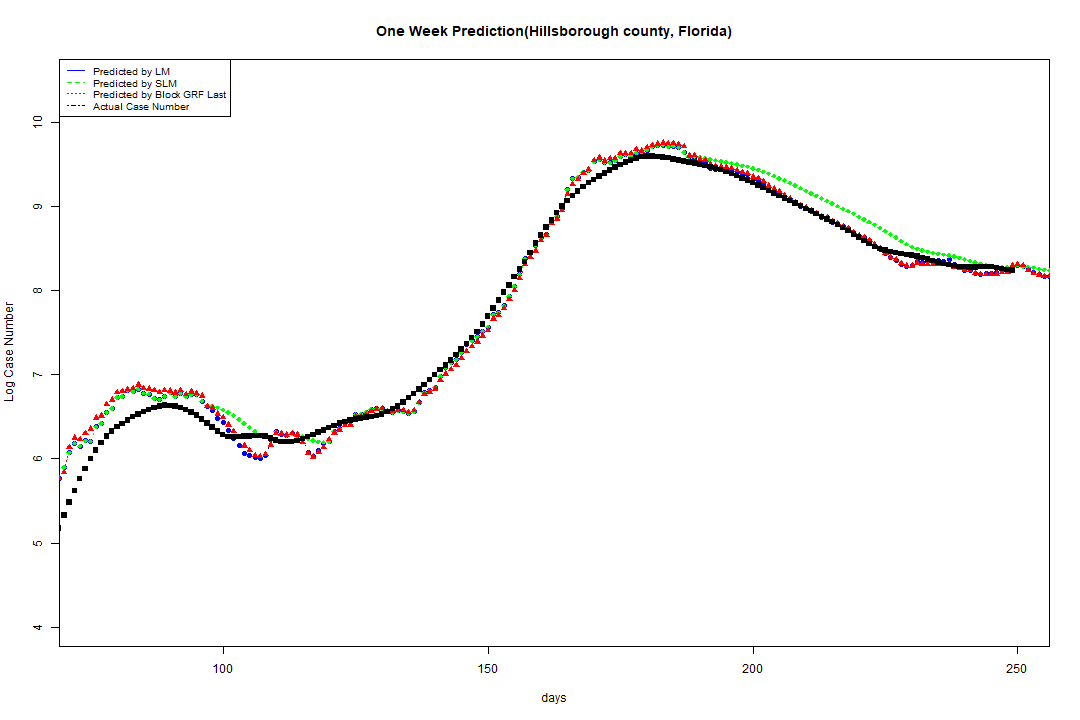 One Week Prediction(Hillsborough county, Florida)
Predicted by LM
Predicted by SLM
Predicted by Block GRF Last
Actual Case Number
10
9
8
7
6
5
4
Log Case Number
100 150 200 250
days